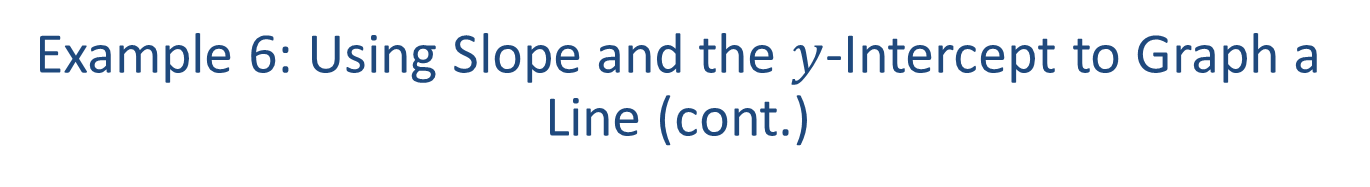 Example 6: Using Slope and the y-Intercept to Graph a
Line (cont.)